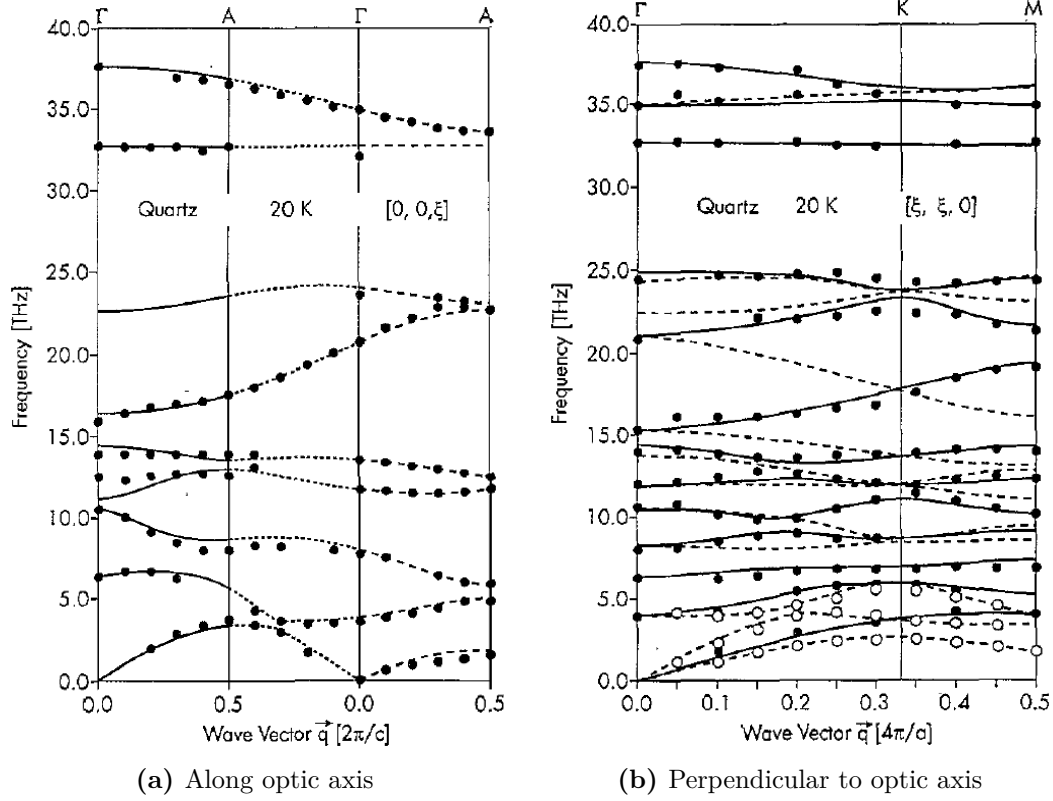 Γ A Γ A
40.0
35.0
30.0
25.0
20.0
15.0
10.0
5.0
0.0
Frequency [THz]
Quartz 20 K [0, 0,ξ]
0.0 0.5 0.0 0.5
Wave Vector q [2π/c]
(a) Along optic axis
Γ K M
40.0
35.0
30.0
25.0
20.0
15.0
10.0
5.0
0.0
Frequency [THz]
Quartz 20 K [ξ, ξ, 0]
0.0 0.1 0.2 0.3 0.4 0.5
Wave Vector q [4π/a]
(b) Perpendicular to optic axis